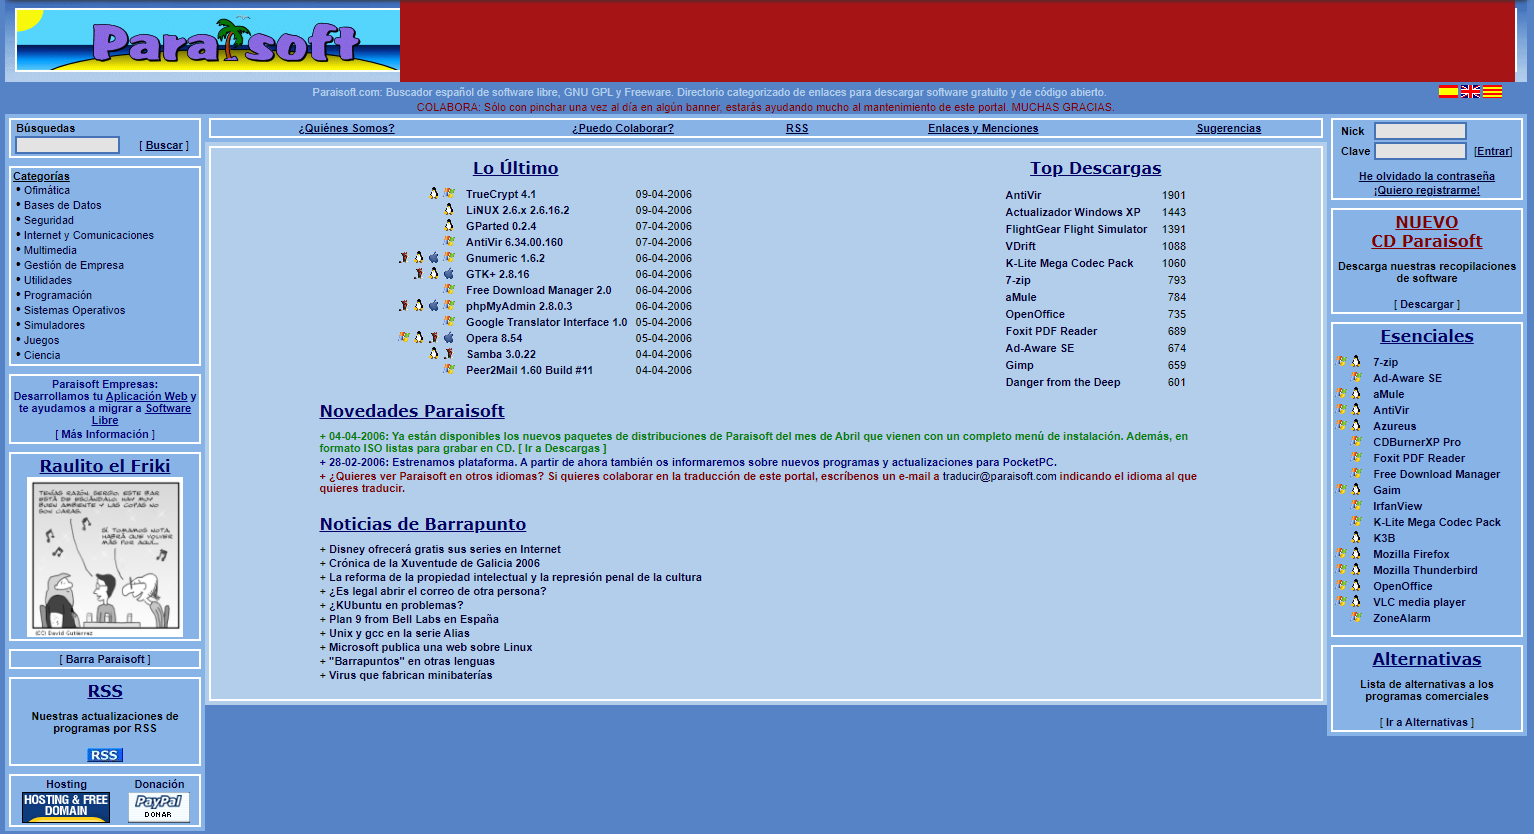 Paraisoft
Paraisoft.com: Buscador español de software libre, GNU GPL y Freeware. Directorio categorizado de enlaces para descargar software gratuito y de código abierto.
COLABORA: Sólo con pinchar una vez al día en algún banner, estarás ayudando mucho al mantenimiento de este portal. MUCHAS GRACIAS.
Búsquedas
[ Buscar ]
Categorías
• Ofimática
• Bases de Datos
• Seguridad
• Internet y Comunicaciones
• Multimedia
• Gestión de Empresa
• Utilidades
• Programación
• Sistemas Operativos
• Simuladores
• Juegos
• Ciencia
Paraisoft Empresas:
Desarrollamos tu Aplicación Web y
te ayudamos a migrar a Software
Libre
[ Más Información ]
Raulito el Friki
TENÍAS RAZÓN, SERGIO. ESTE BAR
ESTÁ DE ESCÁNDALO. HAY MUY
BUEN AMBIENTE Y LAS COPAS NO
SON CARAS.
SÍ. TOMAMOS NOTA.
HABRÁ QUE VOLVER
MÁS POR AQUÍ...
(CC) David Gutiérrez
[ Barra Paraisoft ]
RSS
Nuestras actualizaciones de
programas por RSS
RSS
Hosting Donación
HOSTING & FREE
DOMAIN
PayPal
DONAR
¿Quiénes Somos? ¿Puedo Colaborar? RSS Enlaces y Menciones Sugerencias
Lo Último
TrueCrypt 4.1 09-04-2006
LiNUX 2.6.x 2.6.16.2 09-04-2006
GParted 0.2.4 07-04-2006
AntiVir 6.34.00.160 07-04-2006
Gnumeric 1.6.2 06-04-2006
GTK+ 2.8.16 06-04-2006
Free Download Manager 2.0 06-04-2006
phpMyAdmin 2.8.0.3 06-04-2006
Google Translator Interface 1.0 05-04-2006
Opera 8.54 05-04-2006
Samba 3.0.22 04-04-2006
Peer2Mail 1.60 Build #11 04-04-2006
Top Descargas
AntiVir 1901
Actualizador Windows XP 1443
FlightGear Flight Simulator 1391
VDrift 1088
K-Lite Mega Codec Pack 1060
7-zip 793
aMule 784
OpenOffice 735
Foxit PDF Reader 689
Ad-Aware SE 674
Gimp 659
Danger from the Deep 601
Novedades Paraisoft
+ 04-04-2006: Ya están disponibles los nuevos paquetes de distribuciones de Paraisoft del mes de Abril que vienen con un completo menú de instalación. Además, en
formato ISO listas para grabar en CD. [ Ir a Descargas ]
+ 28-02-2006: Estrenamos plataforma. A partir de ahora también os informaremos sobre nuevos programas y actualizaciones para PocketPC.
+ ¿Quieres ver Paraisoft en otros idiomas? Si quieres colaborar en la traducción de este portal, escríbenos un e-mail a traducir@paraisoft.com indicando el idioma al que
quieres traducir.
Noticias de Barrapunto
+ Disney ofrecerá gratis sus series en Internet
+ Crónica de la Xuventude de Galicia 2006
+ La reforma de la propiedad intelectual y la represión penal de la cultura
+ ¿Es legal abrir el correo de otra persona?
+ ¿KUbuntu en problemas?
+ Plan 9 from Bell Labs en España
+ Unix y gcc en la serie Alias
+ Microsoft publica una web sobre Linux
+ "Barrapuntos" en otras lenguas
+ Virus que fabrican minibaterías
Nick
Clave [Entrar]
He olvidado la contraseña
¡Quiero registrarme!
NUEVO
CD Paraisoft
Descarga nuestras recopilaciones
de software
[ Descargar ]
Esenciales
7-zip
Ad-Aware SE
aMule
AntiVir
Azureus
CDBurnerXP Pro
Foxit PDF Reader
Free Download Manager
Gaim
IrfanView
K-Lite Mega Codec Pack
K3B
Mozilla Firefox
Mozilla Thunderbird
OpenOffice
VLC media player
ZoneAlarm
Alternativas
Lista de alternativas a los
programas comerciales
[ Ir a Alternativas ]